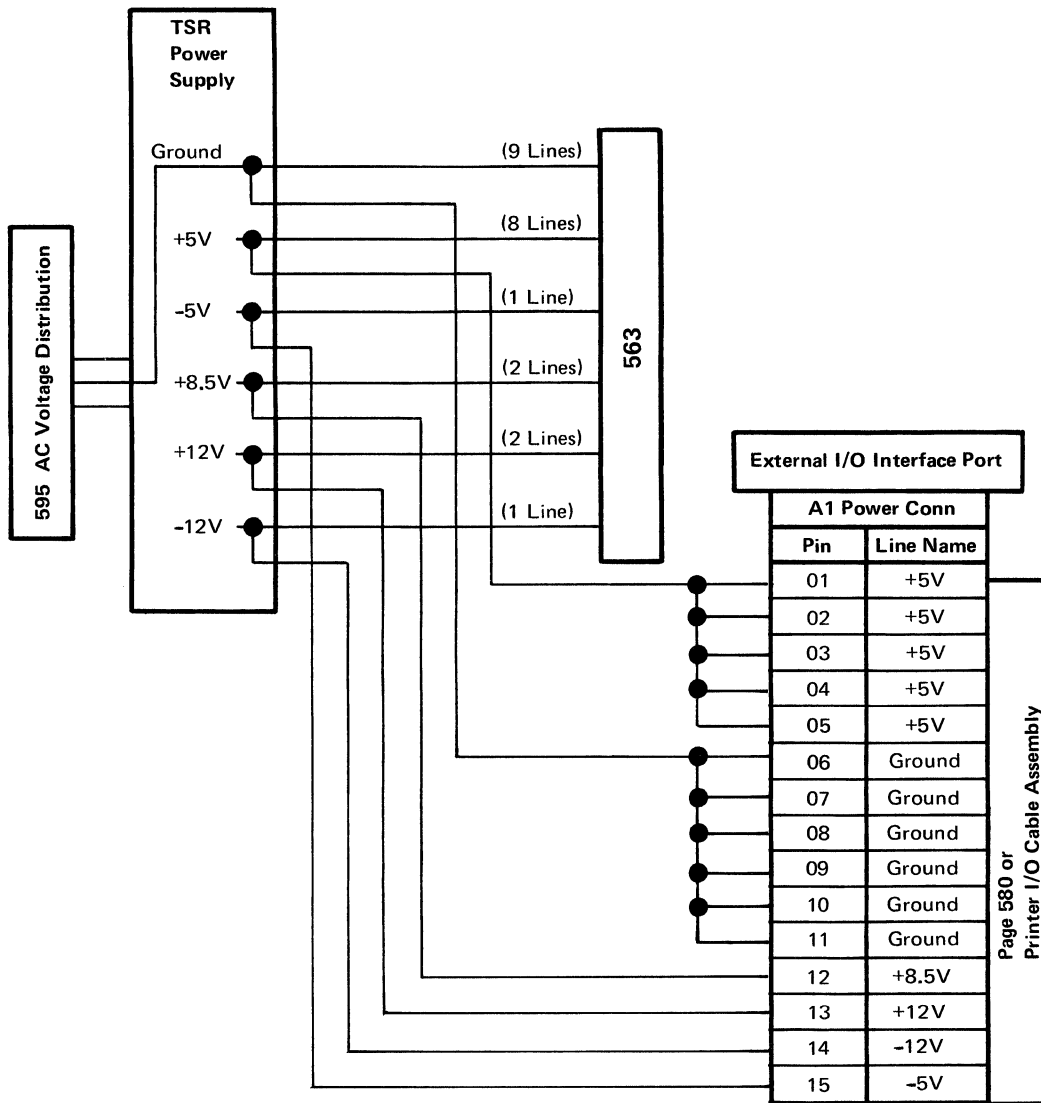 TSR
Power
Supply
Ground
(9 Lines)
+5V
(8 Lines)
-5V
(1 Line)
+8.5V
(2 Lines)
+12V
(2 Lines)
-12V
(1 Line)
595 AC Voltage Distribution
563
External I/O Interface Port
A1 Power Conn
Pin Line Name
01 +5V
02 +5V
03 +5V
04 +5V
05 +5V
06 Ground
07 Ground
08 Ground
09 Ground
10 Ground
11 Ground
12 +8.5V
13 +12V
14 -12V
15 -5V
Page 580 or
Printer I/O Cable Assembly